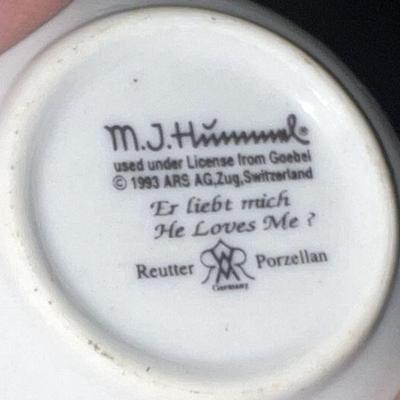 M.J.Hummel®
used under License from Goebel
© 1993 ARS AG,Zug,Switzerland
Er liebt mich
He Loves Me ?
Reutter WR Porzellan
Germany